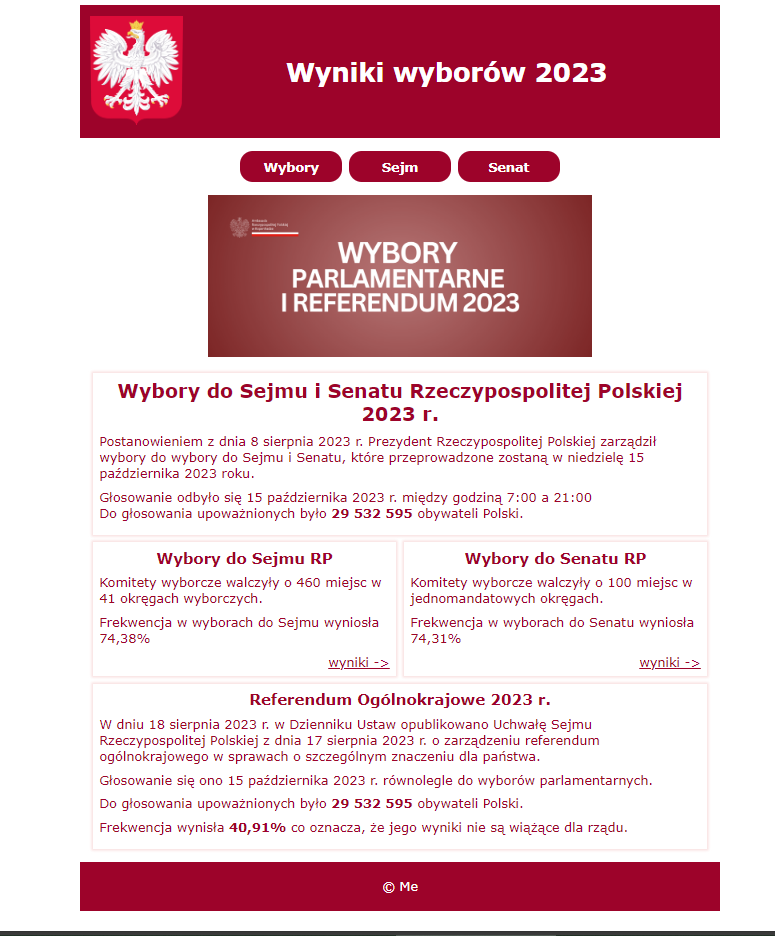 Wyniki wyborów 2023
Wybory
Sejm
Senat
WYBORY
PARLAMENTARNE
I REFERENDUM 2023
Wybory do Sejmu i Senatu Rzeczypospolitej Polskiej
2023 r.
Postanowieniem z dnia 8 sierpnia 2023 r. Prezydent Rzeczypospolitej Polskiej zarządził
wybory do wybory do Sejmu i Senatu, które przeprowadzone zostaną w niedzielę 15
października 2023 roku.
Głosowanie odbyło się 15 października 2023 r. między godziną 7:00 a 21:00
Do głosowania upoważnionych było 29 532 595 obywateli Polski.
Wybory do Sejmu RP
Komitety wyborcze walczyły o 460 miejsc w
41 okręgach wyborczych.
Frekwencja w wyborach do Sejmu wyniosła
74,38%
wyniki ->
Wybory do Senatu RP
Komitety wyborcze walczyły o 100 miejsc w
jednomandatowych okręgach.
Frekwencja w wyborach do Senatu wyniosła
74,31%
wyniki ->
Referendum Ogólnokrajowe 2023 r.
W dniu 18 sierpnia 2023 r. w Dzienniku Ustaw opublikowano Uchwałę Sejmu
Rzeczypospolitej Polskiej z dnia 17 sierpnia 2023 r. o zarządzeniu referendum
ogólnokrajowego w sprawach o szczególnym znaczeniu dla państwa.
Głosowanie się ono 15 października 2023 r. równolegle do wyborów parlamentarnych.
Do głosowania upoważnionych było 29 532 595 obywateli Polski.
Frekwencja wynisła 40,91% co oznacza, że jego wyniki nie są wiążące dla rządu.
© Me